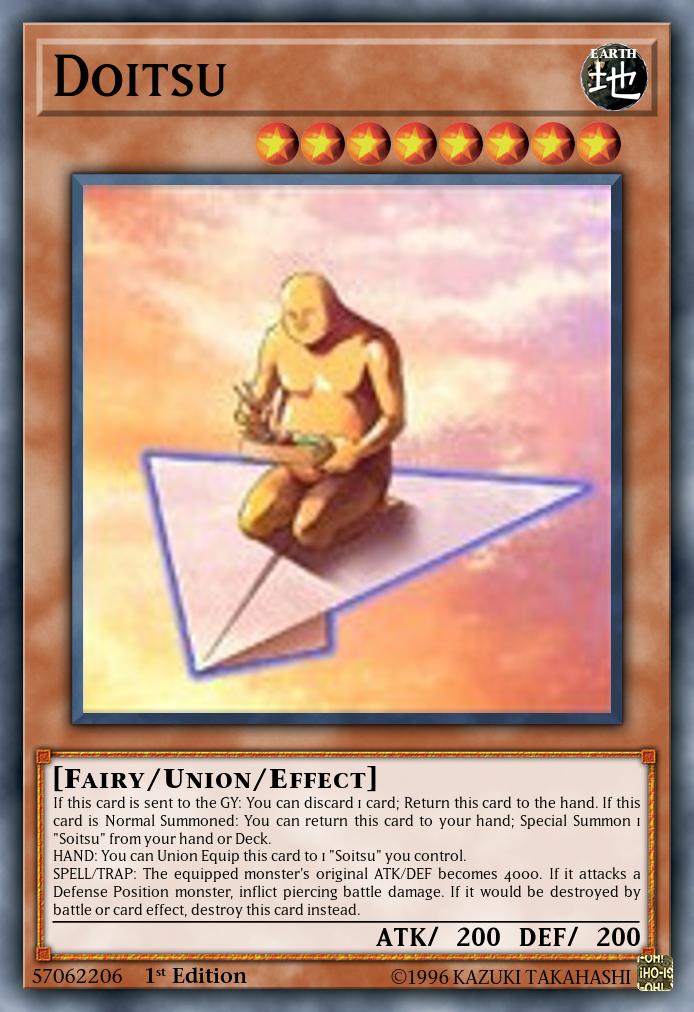 Doitsu
EARTH
地
[Fairy/Union/Effect]
If this card is sent to the GY: You can discard 1 card; Return this card to the hand. If this
card is Normal Summoned: You can return this card to your hand; Special Summon 1
"Soitsu" from your hand or Deck.
HAND: You can Union Equip this card to 1 "Soitsu" you control.
SPELL/TRAP: The equipped monster's original ATK/DEF becomes 4000. If it attacks a
Defense Position monster, inflict piercing battle damage. If it would be destroyed by
battle or card effect, destroy this card instead.
ATK/ 200 DEF/ 200
57062206 1st Edition ©1996 KAZUKI TAKAHASHI